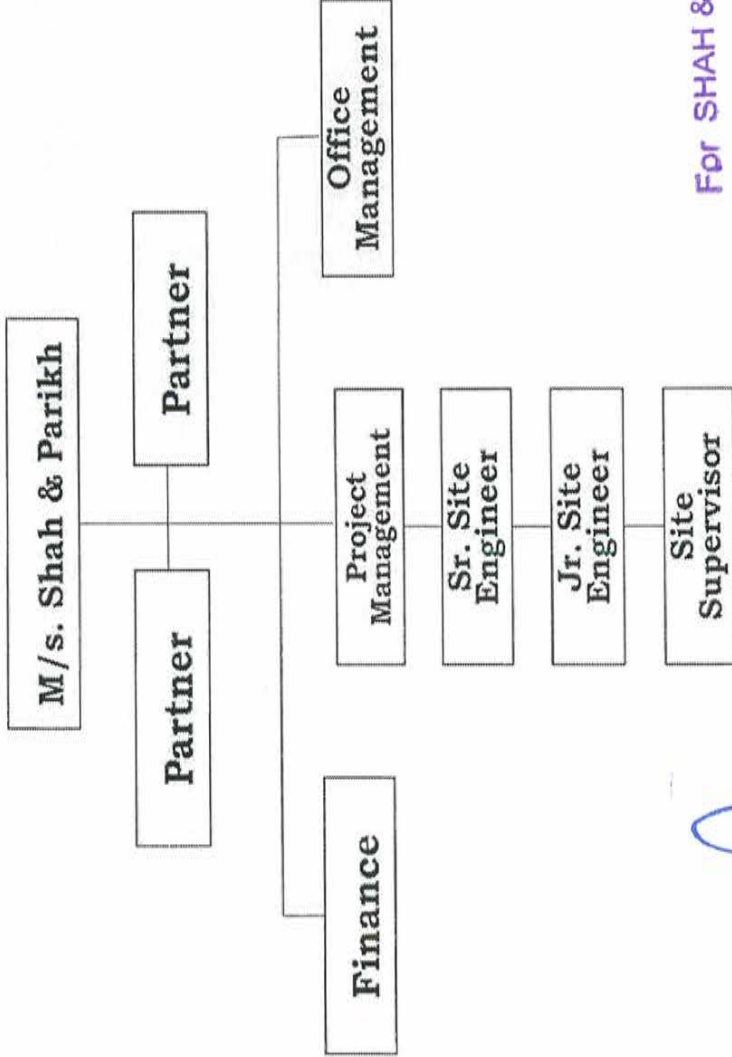 M/s. Shah & Parikh
Partner
Partner
Finance
Project
Management
Office
Management
Sr. Site
Engineer
Jr. Site
Engineer
Site
Supervisor
For SHAH &